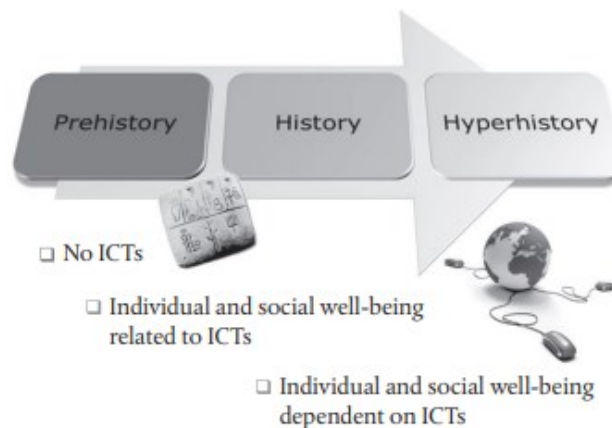 Prehistory
History
Hyperhistory
❑ No ICTs
❑ Individual and social well-being
related to ICTs
❑ Individual and social well-being
dependent on ICTs